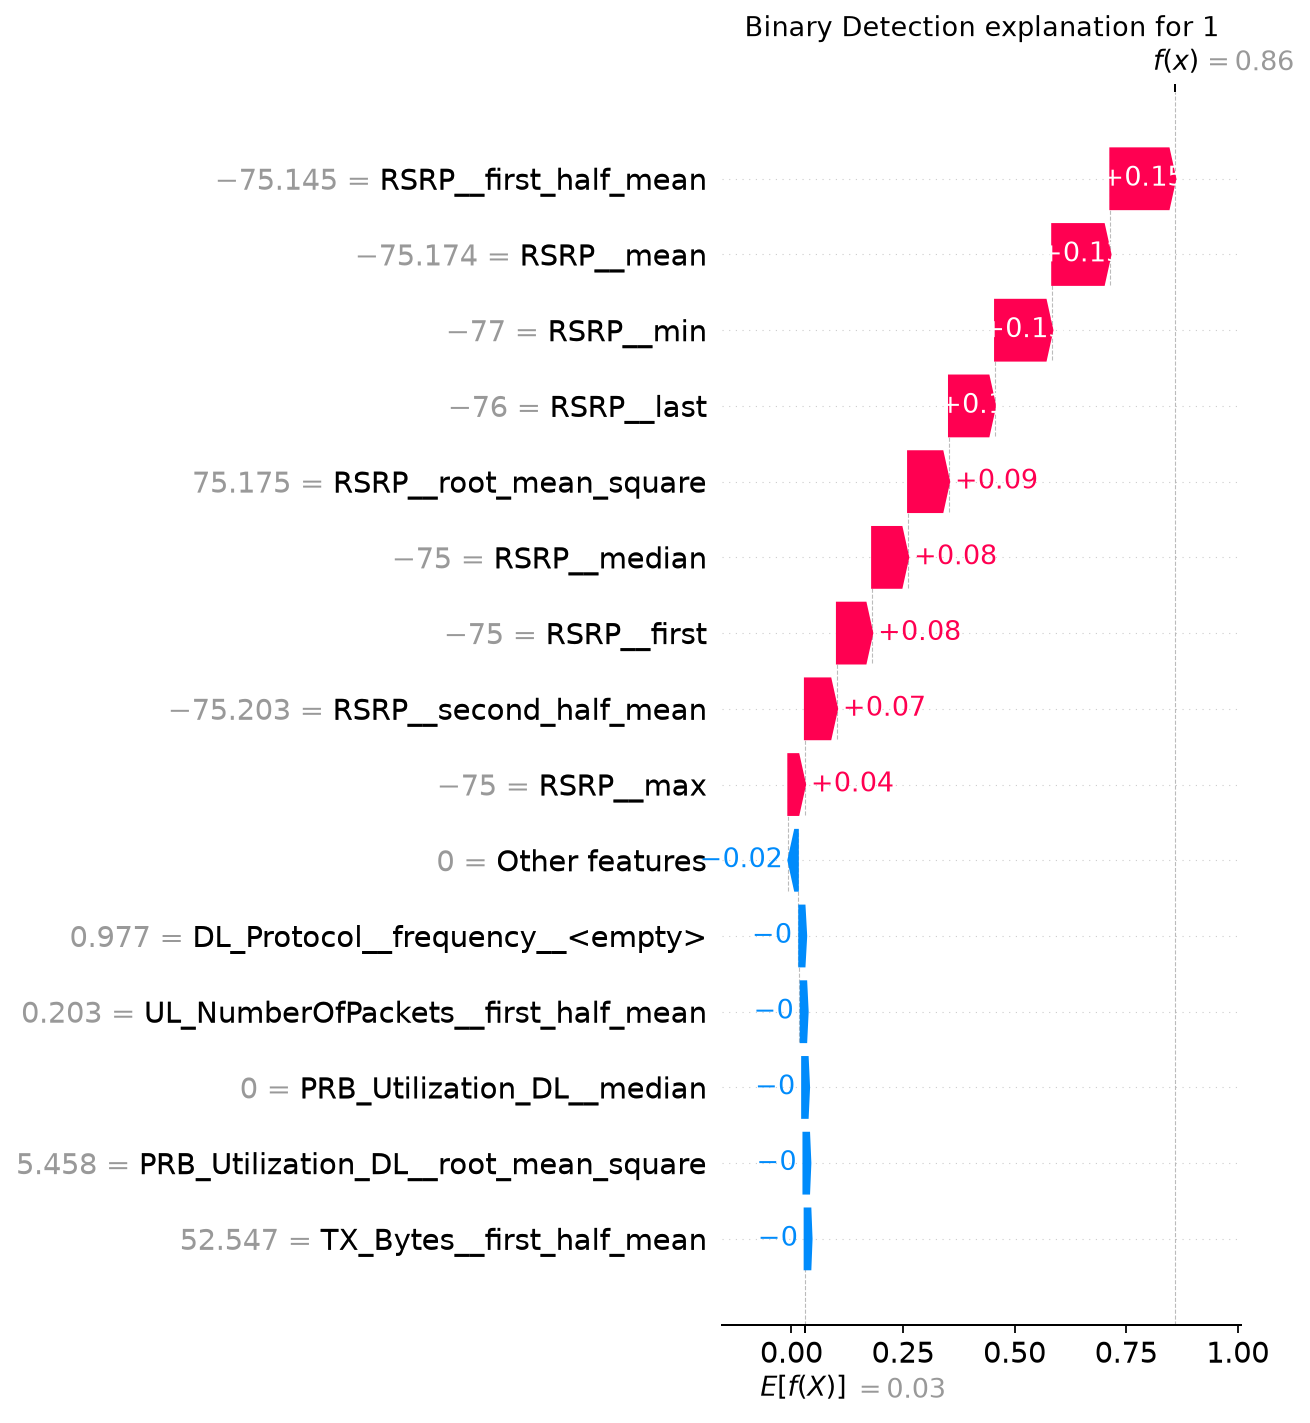 Binary Detection explanation for 1
f(x) = 0.86
−75.145 = RSRP__first_half_mean +0.15
−75.174 = RSRP__mean
−77 = RSRP__min
−76 = RSRP__last
75.175 = RSRP__root_mean_square +0.09
−75 = RSRP__median +0.08
−75 = RSRP__first +0.08
−75.203 = RSRP__second_half_mean +0.07
−75 = RSRP__max +0.04
0 = Other features −0.02
0.977 = DL_Protocol__frequency__<empty> −0
0.203 = UL_NumberOfPackets__first_half_mean −0
0 = PRB_Utilization_DL__median −0
5.458 = PRB_Utilization_DL__root_mean_square −0
52.547 = TX_Bytes__first_half_mean −0
0.00 0.25 0.50 0.75 1.00
E[f(X)] = 0.03